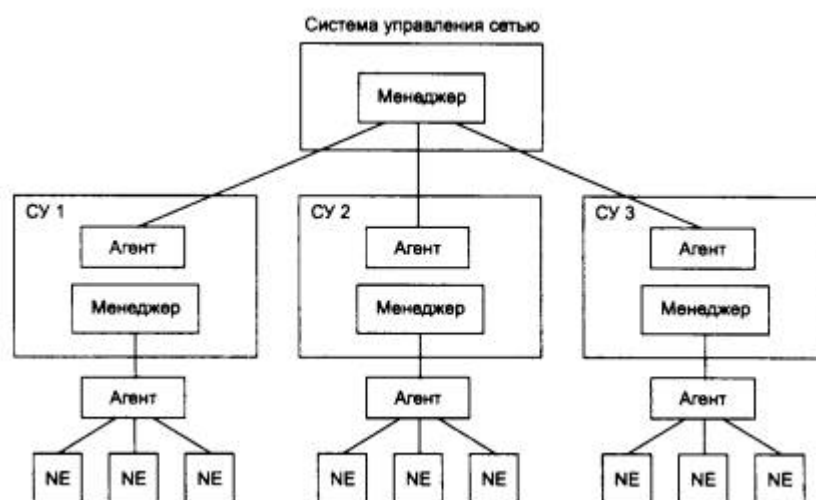 Система управления сетью
Менеджер
СУ 1
СУ 2
СУ 3
Агент
Агент
Агент
Менеджер
Менеджер
Менеджер
Агент
Агент
Агент
NE
NE
NE
NE
NE
NE
NE
NE
NE